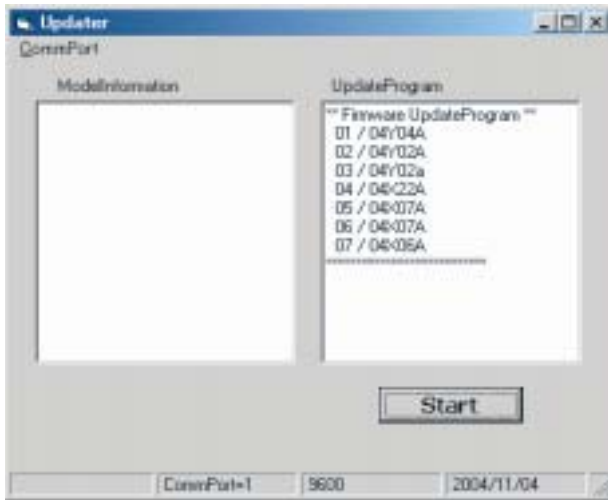 Updater
CommPort
ModelInformation
UpdateProgram
** Firmware UpdateProgram **
01 / 04Y04A
02 / 04Y02A
03 / 04Y02a
04 / 04X22A
05 / 04X07A
06 / 04X07A
07 / 04X06A
Start
CommPort=1
9600
2004/11/04